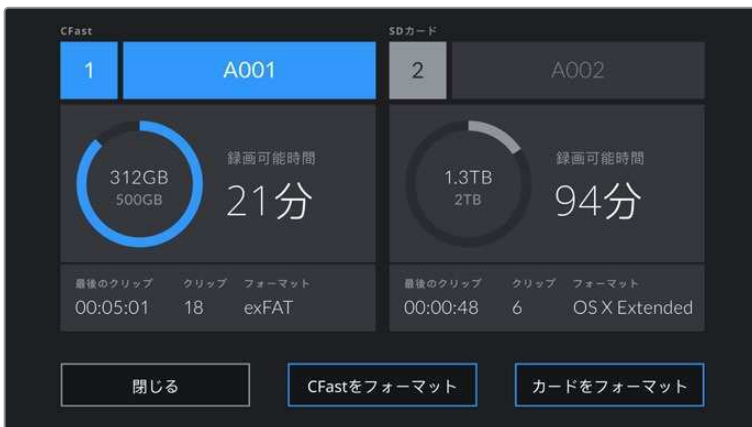 CFast
1 A001
312GB
500GB
録画可能時間
21分
最後のクリップ クリップ フォーマット
00:05:01 18 exFAT
SDカード
2 A002
1.3TB
2TB
録画可能時間
94分
最後のクリップ クリップ フォーマット
00:00:48 6 OS X Extended
閉じる
CFastをフォーマット
カードをフォーマット